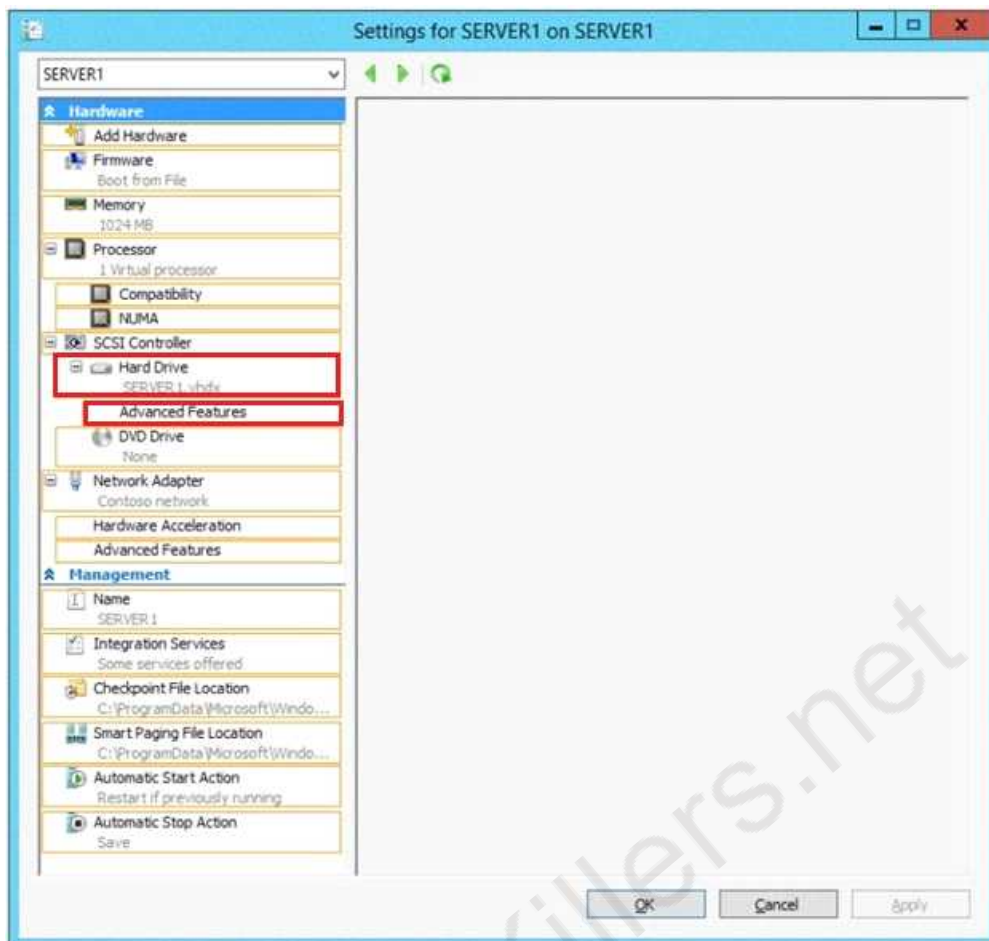 Settings for SERVER1 on SERVER1
SERVER1
Hardware
Add Hardware
Firmware
Boot from File
Memory
1024 MB
Processor
1 Virtual processor
Compatibility
NUMA
SCSI Controller
Hard Drive
SERVER1.vhdx
Advanced Features
DVD Drive
None
Network Adapter
Contoso network
Hardware Acceleration
Advanced Features
Management
Name
SERVER1
Integration Services
Some services offered
Checkpoint File Location
C:\ProgramData\Microsoft\Windo...
Smart Paging File Location
C:\ProgramData\Microsoft\Windo...
Automatic Start Action
Restart if previously running
Automatic Stop Action
Save
OK
Cancel
Apply
killers.net